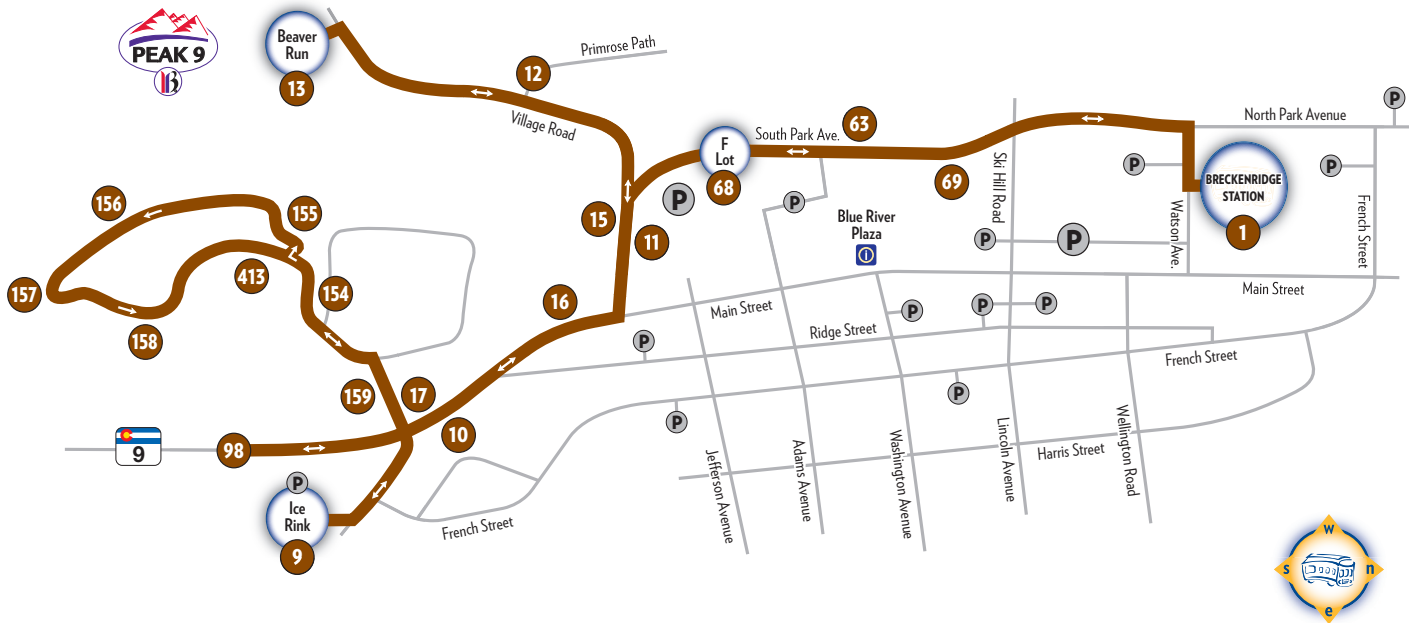 PEAK 9
B
Beaver
Run
13
12
Primrose Path
Village Road
F
Lot
68
South Park Ave.
63
69
Ski Hill Road
North Park Avenue
P
P
P
BRECKENRIDGE
STATION
1
Watson Ave.
French Street
156
155
15
11
P
P
Blue River
Plaza
i
P
P
157
413
154
16
158
Main Street
Main Street
P
Ridge Street
P
P
P
French Street
159
17
10
P
P
9
98
P
Ice
Rink
9
French Street
Jefferson Avenue
Adams Avenue
Washington Avenue
Lincoln Avenue
Harris Street
Wellington Road
w
s
n
e